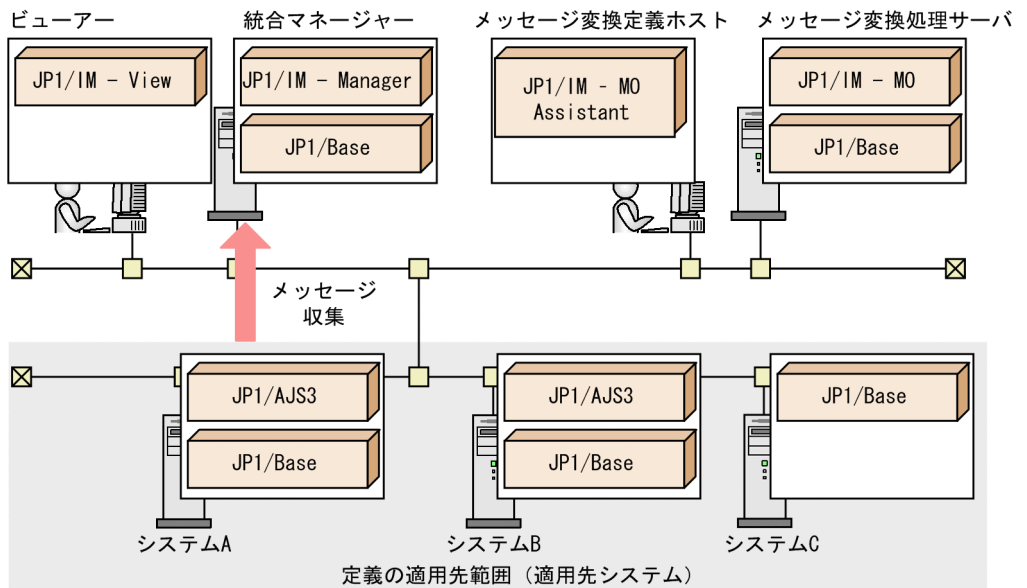 ビューアー
統合マネージャー
メッセージ変換定義ホスト
メッセージ変換処理サーバ
JP1/IM - View
JP1/IM - Manager
JP1/Base
JP1/IM - MO
Assistant
JP1/IM - MO
JP1/Base
メッセージ
収集
JP1/AJS3
JP1/Base
JP1/AJS3
JP1/Base
JP1/Base
システムA
システムB
システムC
定義の適用先範囲（適用先システム）